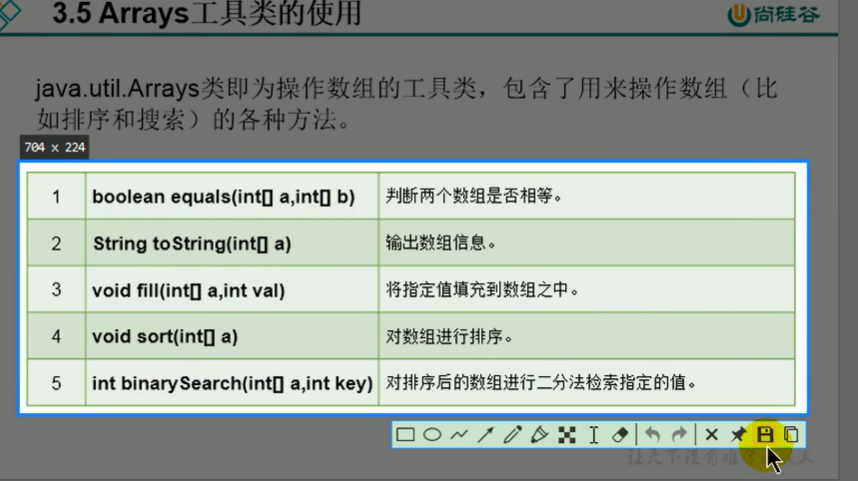 3.5 Arrays工具类的使用
尚硅谷
java.util.Arrays类即为操作数组的工具类，包含了用来操作数组（比
如排序和搜索）的各种方法。
704 x 224
1 boolean equals(int[] a,int[] b) 判断两个数组是否相等。
2 String toString(int[] a) 输出数组信息。
3 void fill(int[] a,int val) 将指定值填充到数组之中。
4 void sort(int[] a) 对数组进行排序。
5 int binarySearch(int[] a,int key) 对排序后的数组进行二分法检索指定的值。
让天下没有